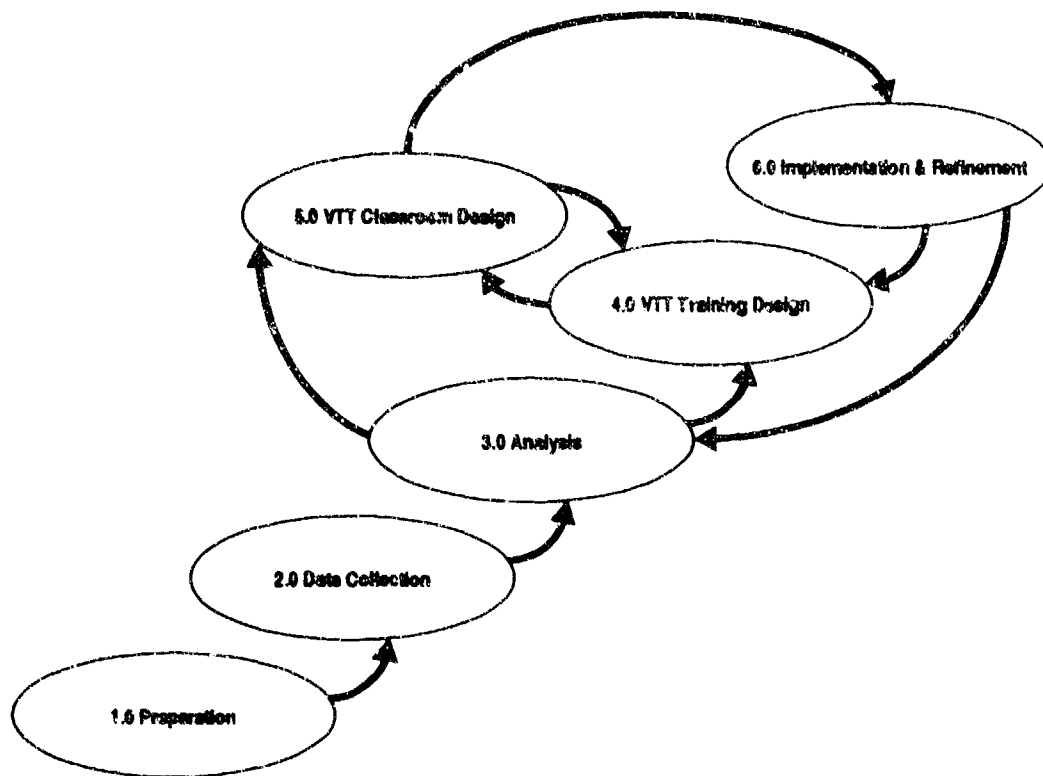 6.0 Implementation & Refinement
5.0 VTT Classroom Design
4.0 VTT Training Design
3.0 Analysis
2.0 Data Collection
1.0 Preparation